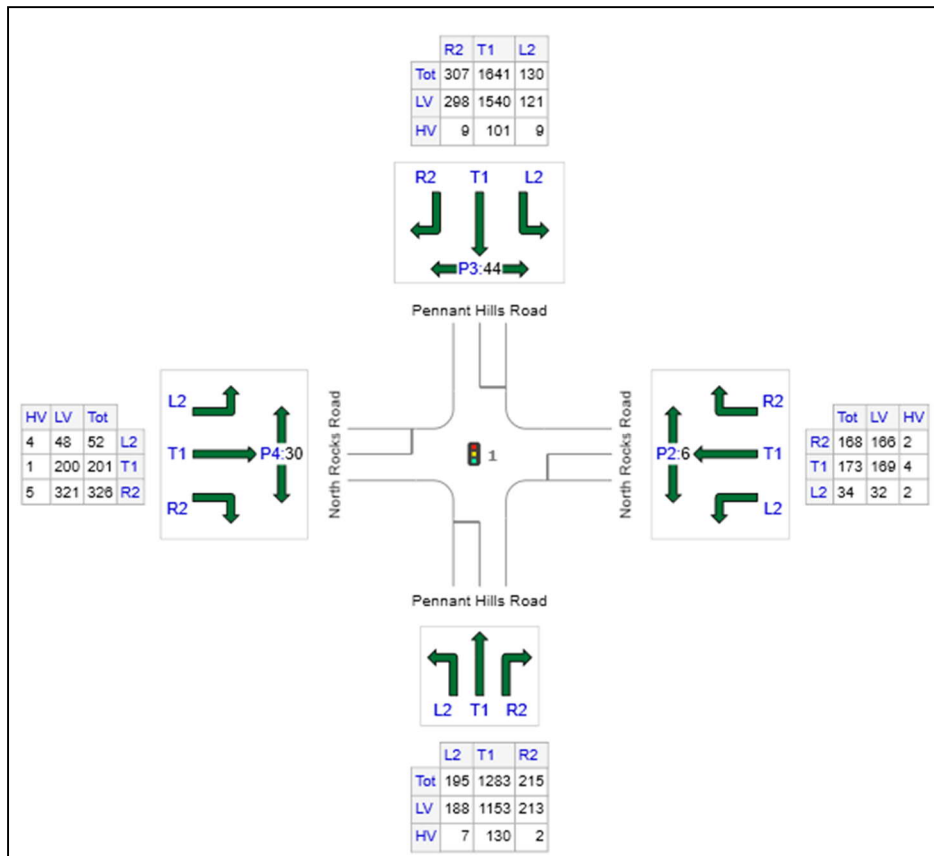 R2 T1 L2
Tot 307 1641 130
LV 298 1540 121
HV 9 101 9
R2 T1 L2
P3:44
Pennant Hills Road
HV LV Tot
4 48 52 L2
1 200 201 T1
5 321 326 R2
L2
T1
P4:30
R2
North Rocks Road
1
North Rocks Road
R2
P2:6
T1
L2
Tot LV HV
R2 168 166 2
T1 173 169 4
L2 34 32 2
Pennant Hills Road
L2 T1 R2
L2 T1 R2
Tot 195 1283 215
LV 188 1153 213
HV 7 130 2